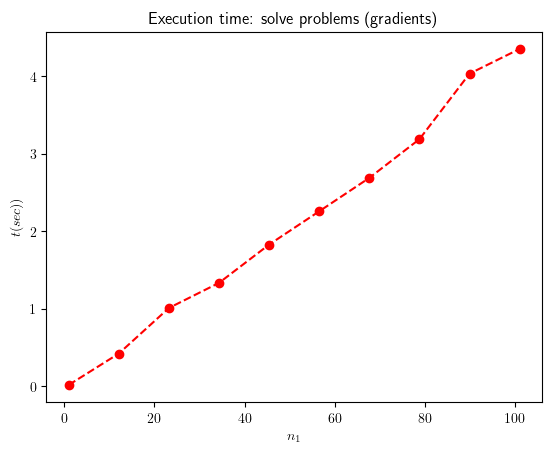 Execution time: solve problems (gradients)
4
3
2
1
0
t(sec))
0 20 40 60 80 100
n₁